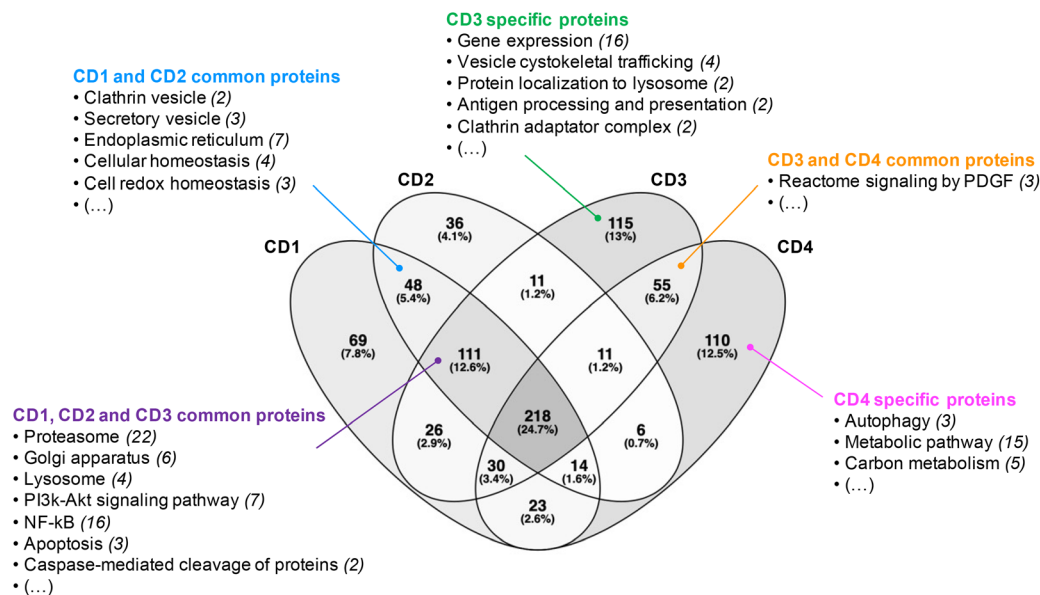 CD3 specific proteins
• Gene expression (16)
• Vesicle cystokeletal trafficking (4)
• Protein localization to lysosome (2)
• Antigen processing and presentation (2)
• Clathrin adaptator complex (2)
• (…)
CD1 and CD2 common proteins
• Clathrin vesicle (2)
• Secretory vesicle (3)
• Endoplasmic reticulum (7)
• Cellular homeostasis (4)
• Cell redox homeostasis (3)
• (…)
CD3 and CD4 common proteins
• Reactome signaling by PDGF (3)
• (…)
CD1
CD2
CD3
CD4
36
(4.1%)
115
(13%)
48
(5.4%)
11
(1.2%)
55
(6.2%)
69
(7.8%)
111
(12.6%)
11
(1.2%)
110
(12.5%)
218
(24.7%)
26
(2.9%)
6
(0.7%)
30
(3.4%)
14
(1.6%)
23
(2.6%)
CD1, CD2 and CD3 common proteins
• Proteasome (22)
• Golgi apparatus (6)
• Lysosome (4)
• PI3k-Akt signaling pathway (7)
• NF-kB (16)
• Apoptosis (3)
• Caspase-mediated cleavage of proteins (2)
• (…)
CD4 specific proteins
• Autophagy (3)
• Metabolic pathway (15)
• Carbon metabolism (5)
• (…)